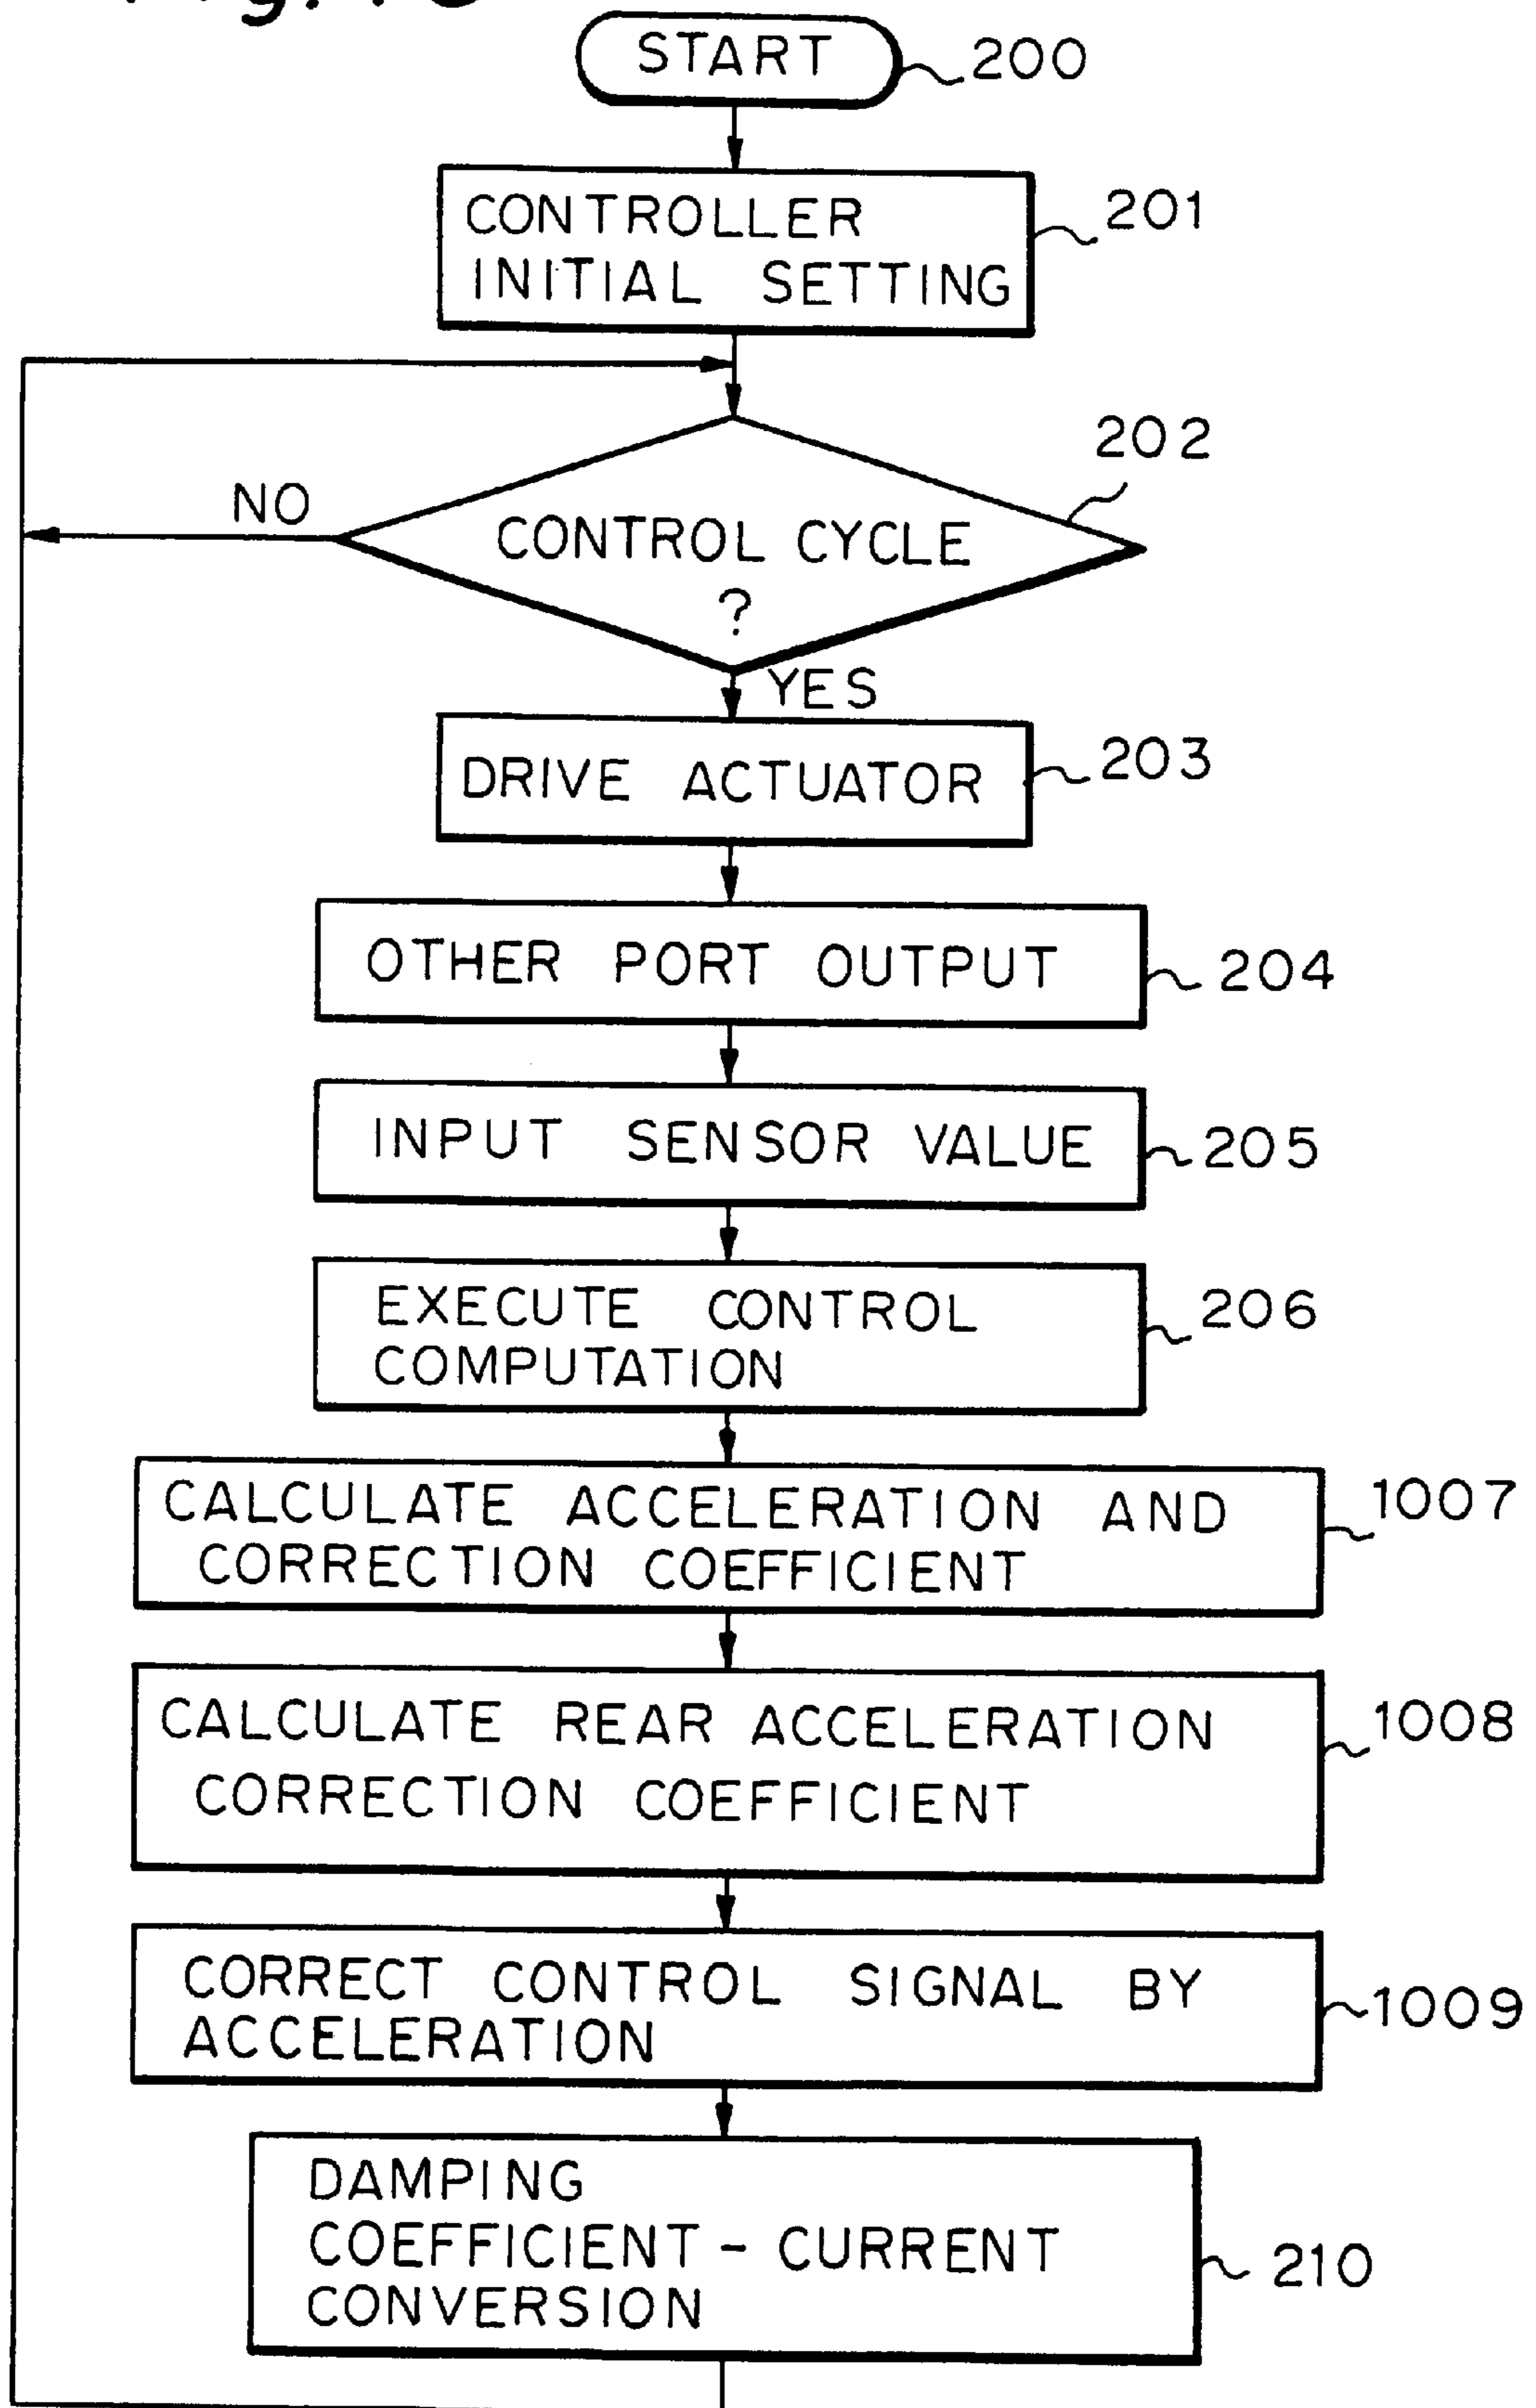 START
200
CONTROLLER
INITIAL SETTING
201
202
NO
CONTROL CYCLE
?
YES
DRIVE ACTUATOR
203
OTHER PORT OUTPUT
204
INPUT SENSOR VALUE
205
EXECUTE CONTROL
COMPUTATION
206
CALCULATE ACCELERATION AND
CORRECTION COEFFICIENT
1007
CALCULATE REAR ACCELERATION
CORRECTION COEFFICIENT
1008
CORRECT CONTROL SIGNAL BY
ACCELERATION
1009
DAMPING
COEFFICIENT - CURRENT
CONVERSION
210